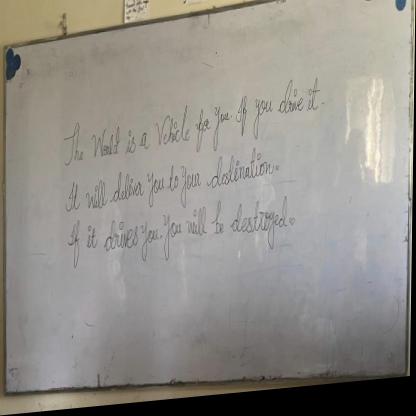 The World is a Vehicle for You. If you drive it.
It will deliver You to Your destination.
If it drives You. You will be destroyed.